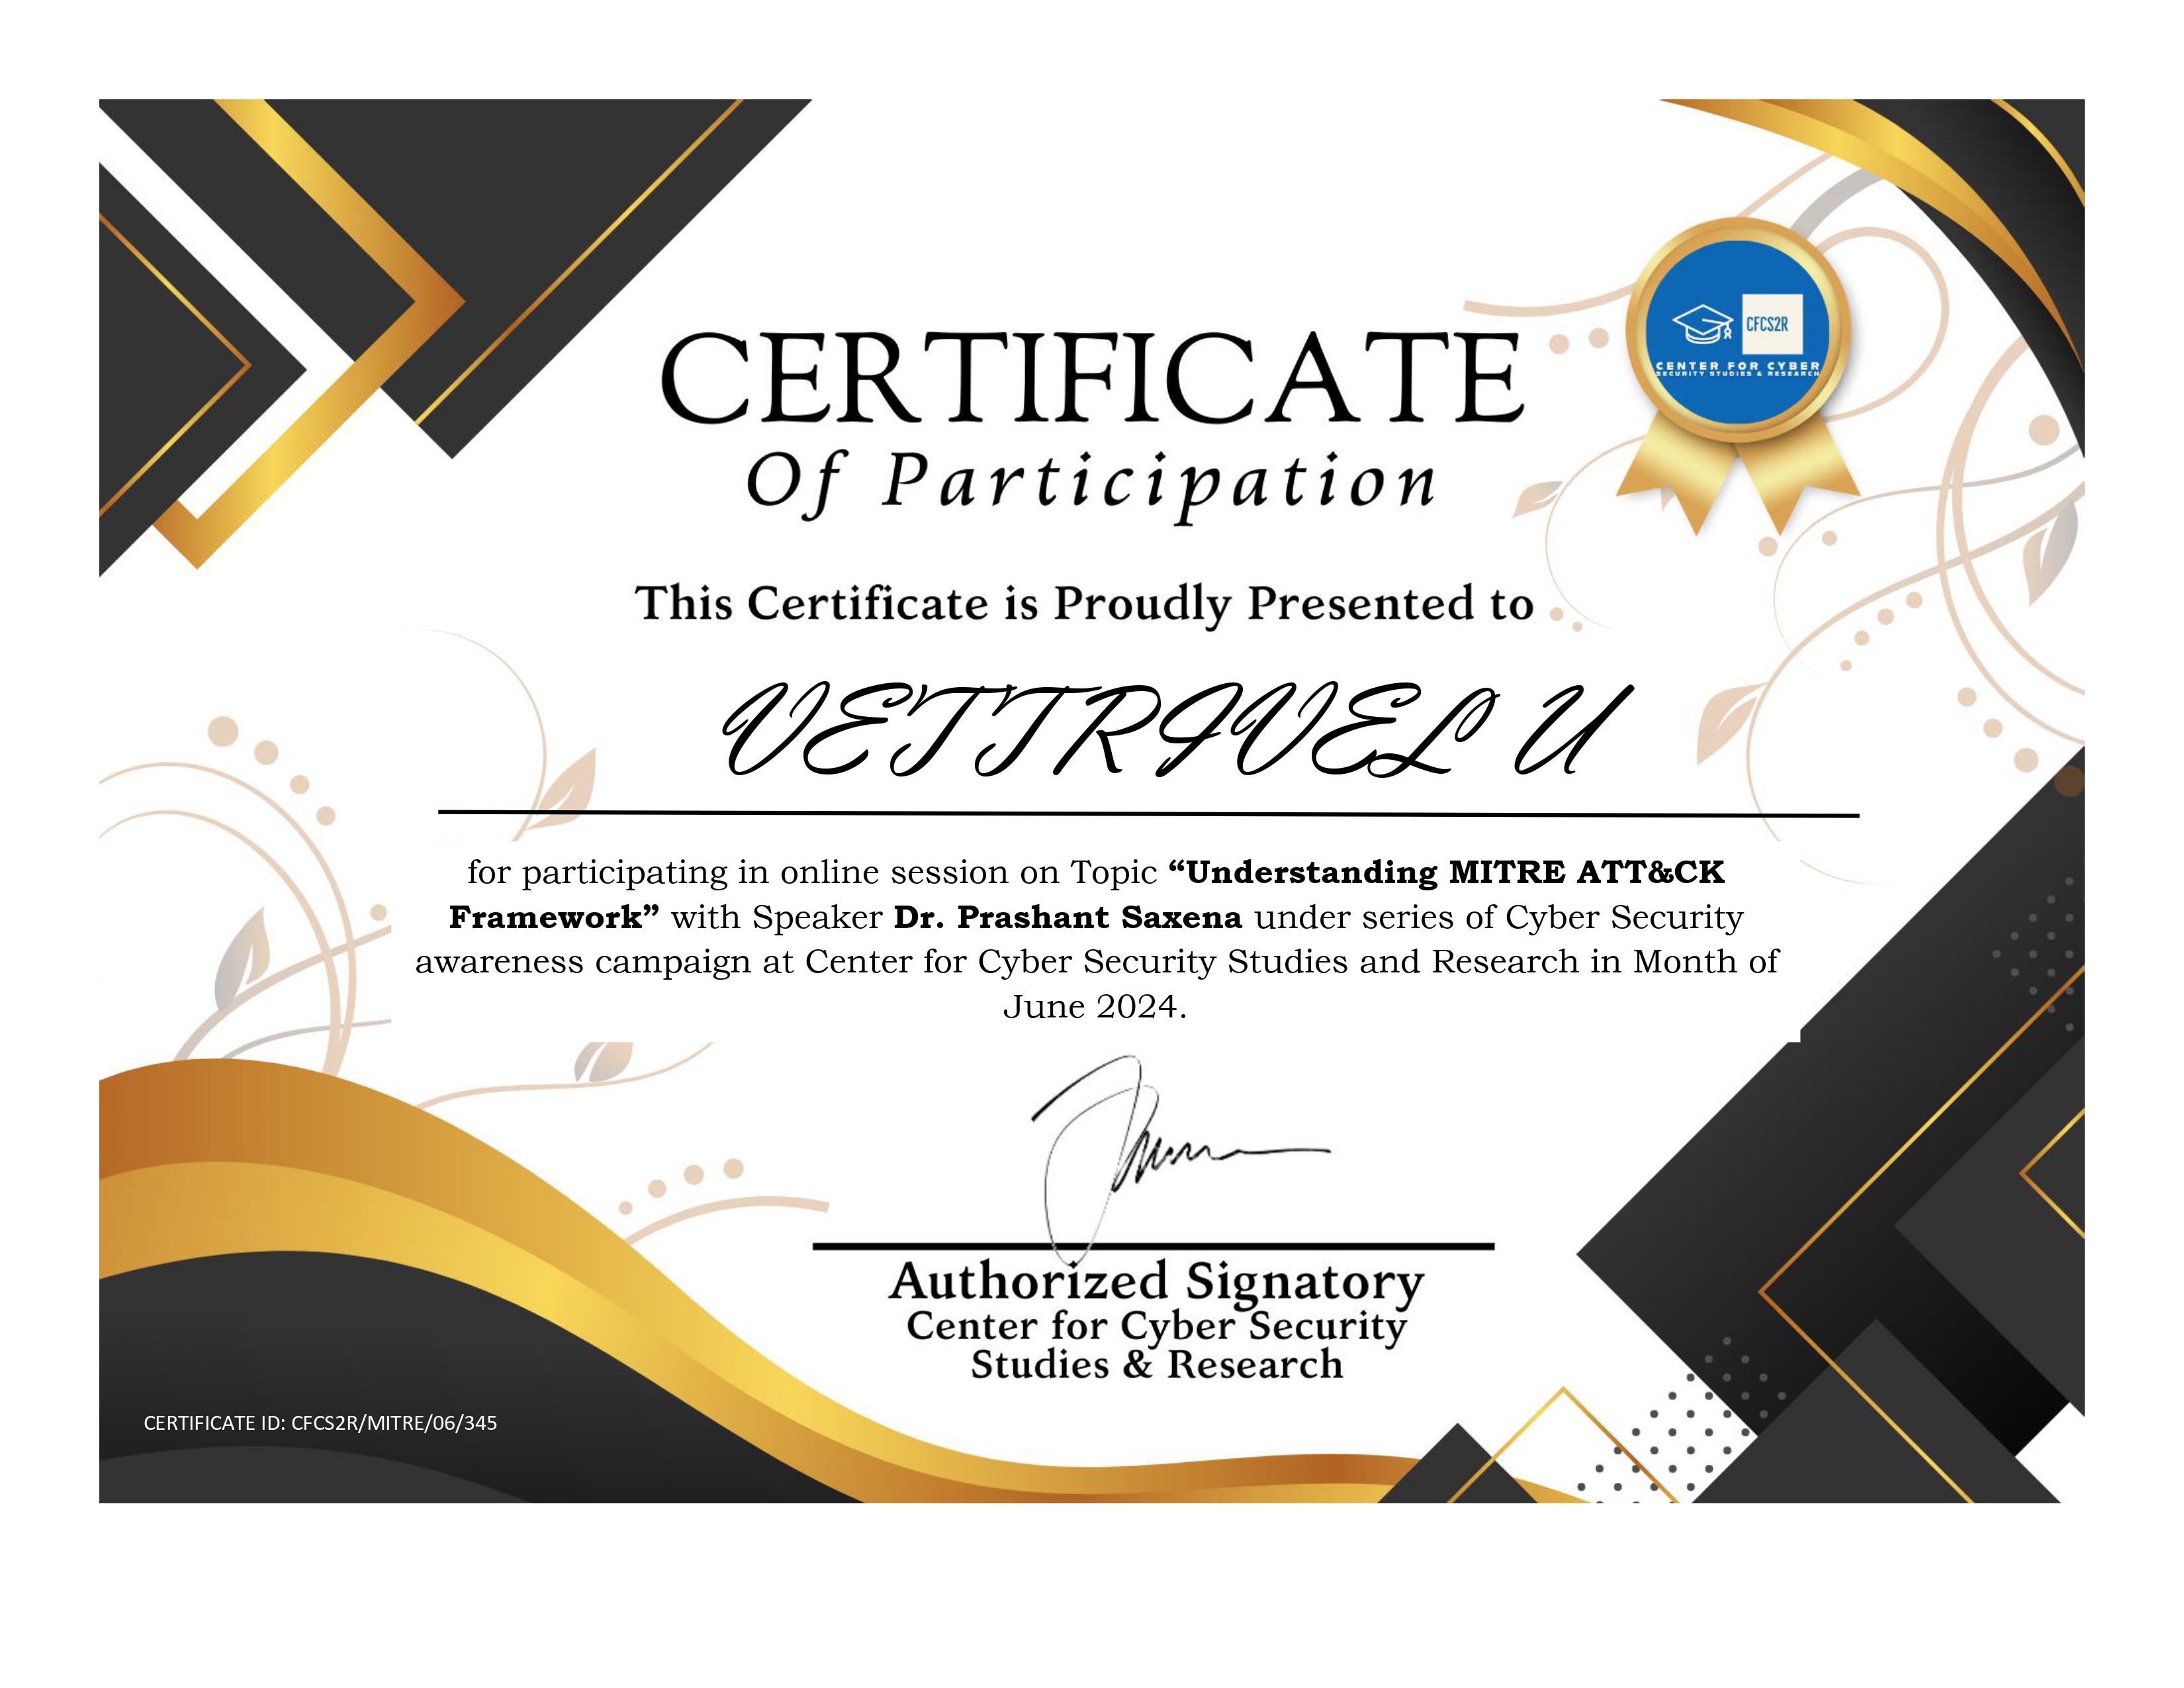 CFCS2R
CENTER FOR CYBER
SECURITY STUDIES & RESEARCH
CERTIFICATE
Of Participation
This Certificate is Proudly Presented to
VETTRIVEL U
for participating in online session on Topic “Understanding MITRE ATT&CK
Framework” with Speaker Dr. Prashant Saxena under series of Cyber Security
awareness campaign at Center for Cyber Security Studies and Research in Month of
June 2024.
Authorized Signatory
Center for Cyber Security
Studies & Research
CERTIFICATE ID: CFCS2R/MITRE/06/345